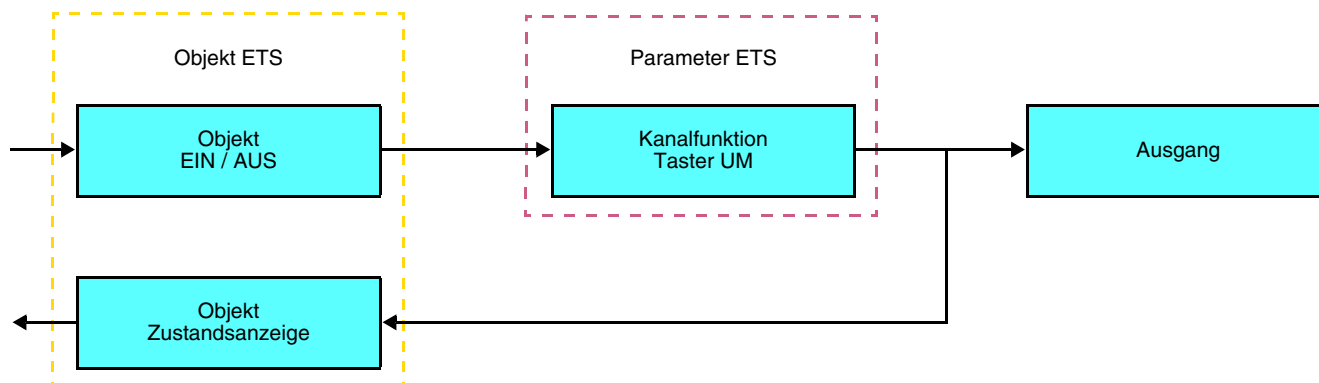 Objekt ETS
Parameter ETS
Objekt
EIN / AUS
Kanalfunktion
Taster UM
Ausgang
Objekt
Zustandsanzeige